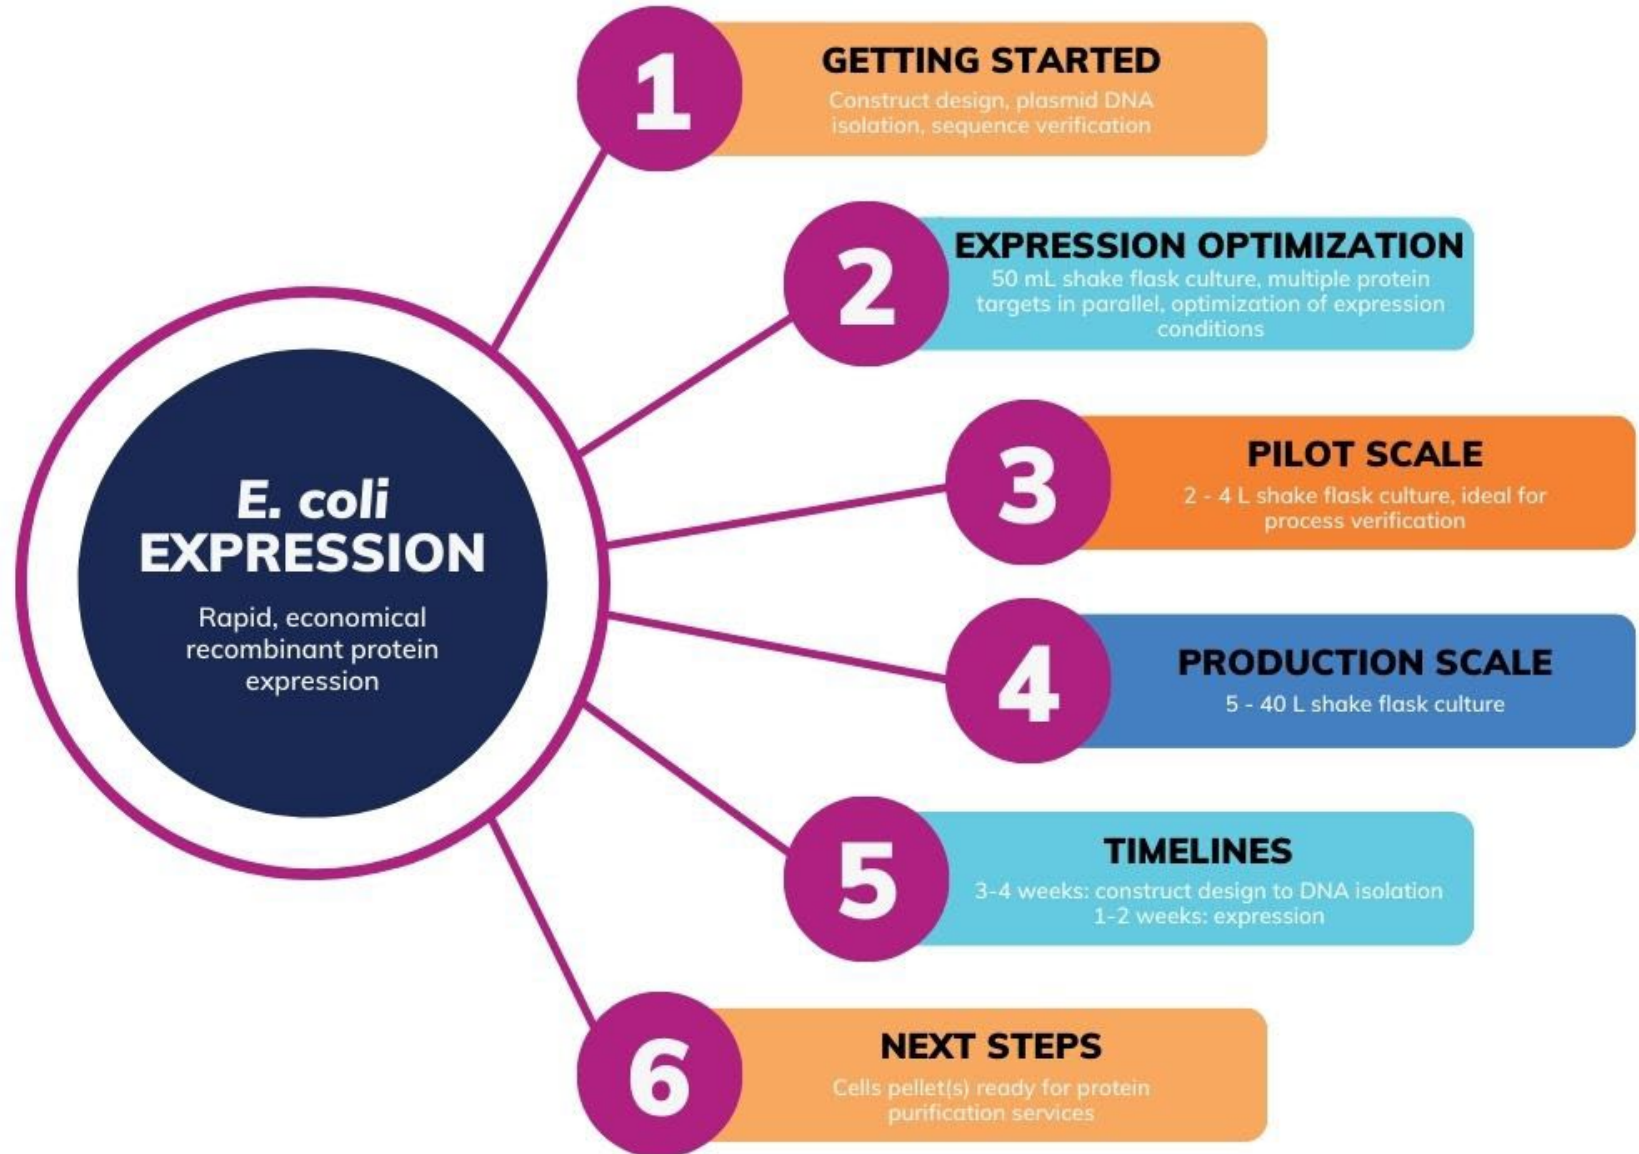 E. coli
EXPRESSION
Rapid, economical
recombinant protein
expression
1
GETTING STARTED
Construct design, plasmid DNA
isolation, sequence verification
2
EXPRESSION OPTIMIZATION
50 mL shake flask culture, multiple protein
targets in parallel, optimization of expression
conditions
3
PILOT SCALE
2 - 4 L shake flask culture, ideal for
process verification
4
PRODUCTION SCALE
5 - 40 L shake flask culture
5
TIMELINES
3-4 weeks: construct design to DNA isolation
1-2 weeks: expression
6
NEXT STEPS
Cells pellet(s) ready for protein
purification services